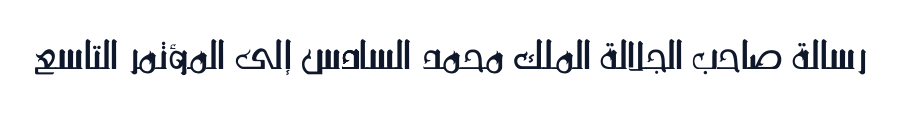 رسالة صاحب الجلالة الملك محمد السادس إلى المؤتمر التاسع